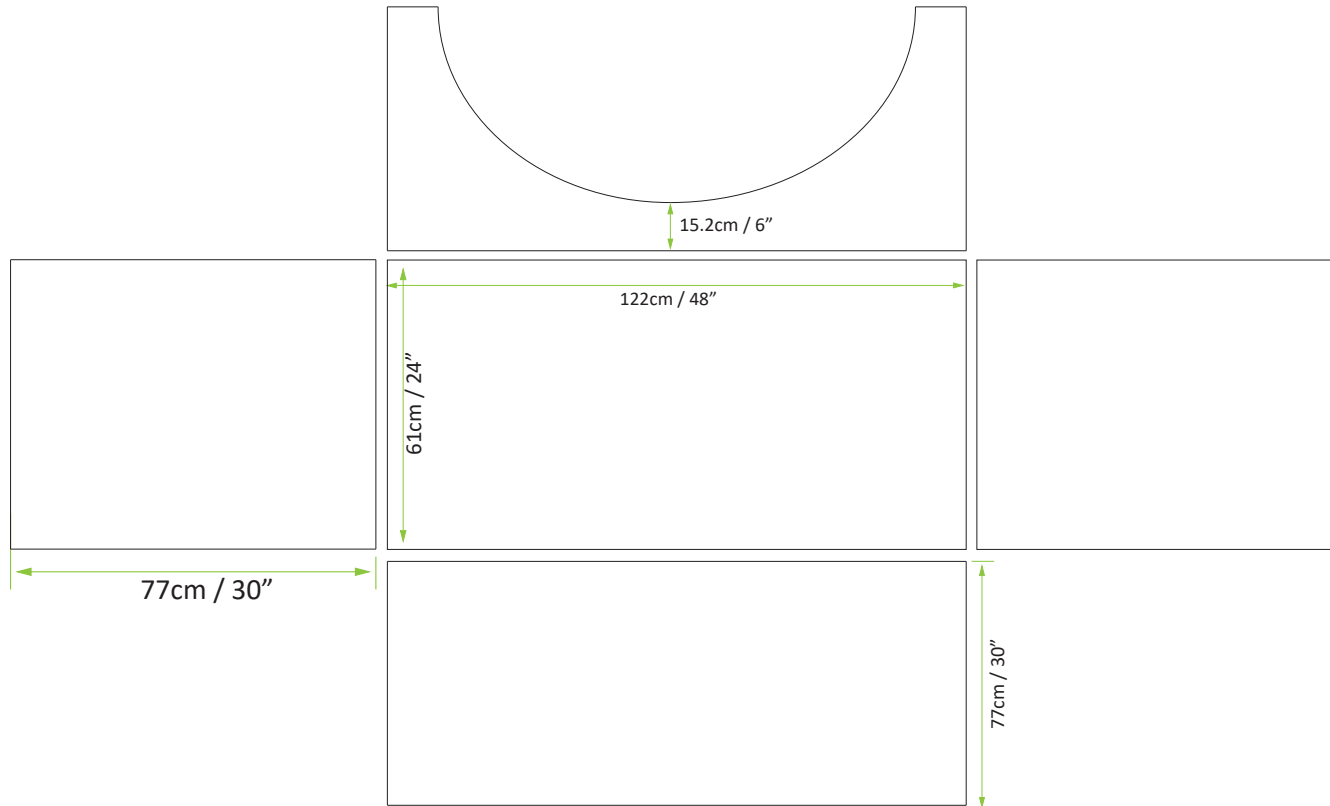 15.2cm / 6”
122cm / 48”
61cm / 24”
77cm / 30”
77cm / 30”